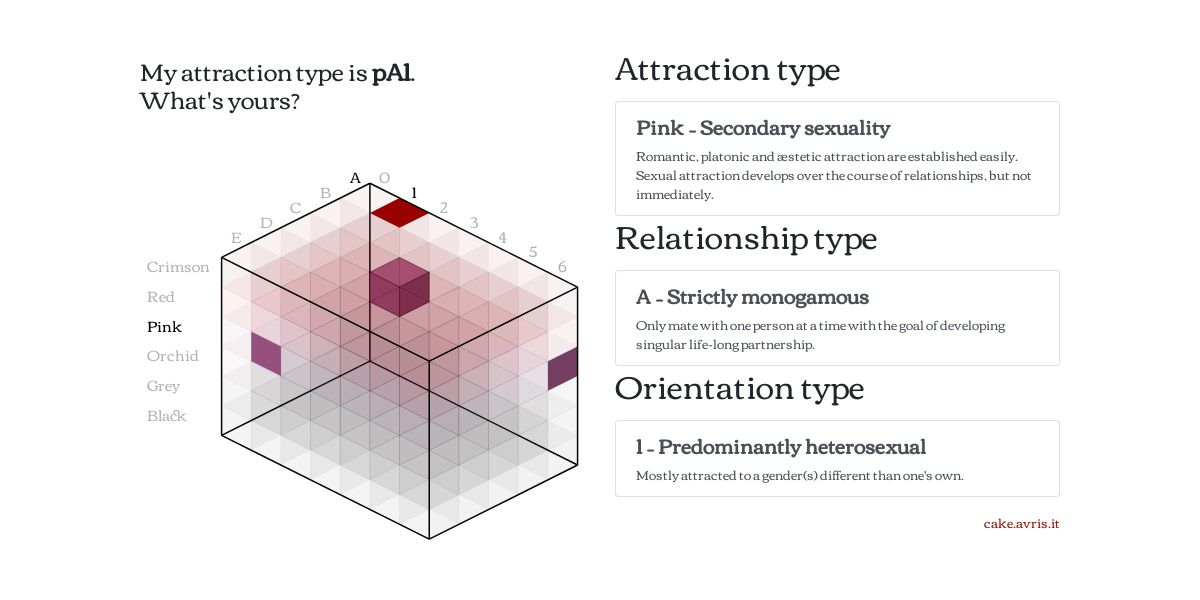 My attraction type is pA1.
What's yours?
A O
B 1
C 2
D 3
E 4
5
6
Crimson
Red
Pink
Orchid
Grey
Black
Attraction type
Pink - Secondary sexuality
Romantic, platonic and æstetic attraction are established easily.
Sexual attraction develops over the course of relationships, but not
immediately.
Relationship type
A - Strictly monogamous
Only mate with one person at a time with the goal of developing
singular life-long partnership.
Orientation type
1 - Predominantly heterosexual
Mostly attracted to a gender(s) different than one's own.
cake.avris.it